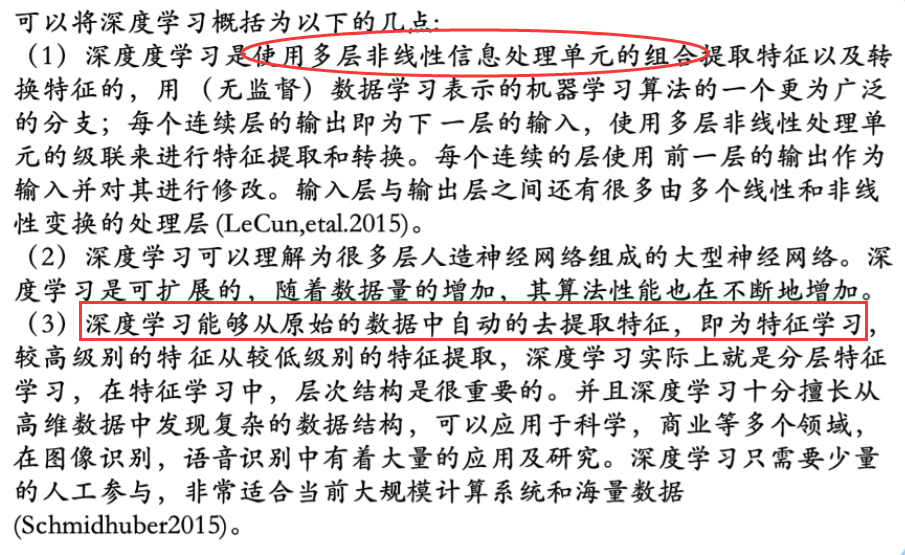 可以将深度学习概括为以下的几点:
（1）深度度学习是使用多层非线性信息处理单元的组合提取特征以及转
换特征的，用（无监督）数据学习表示的机器学习算法的一个更为广泛
的分支；每个连续层的输出即为下一层的输入，使用多层非线性处理单
元的级联来进行特征提取和转换。每个连续的层使用 前一层的输出作为
输入并对其进行修改。输入层与输出层之间还有很多由多个线性和非线
性变换的处理层 (LeCun,etal.2015)。
（2）深度学习可以理解为很多层人造神经网络组成的大型神经网络。深
度学习是可扩展的，随着数据量的增加，其算法性能也在不断地增加。
（3）深度学习能够从原始的数据中自动的去提取特征，即为特征学习，
较高级别的特征从较低级别的特征提取，深度学习实际上就是分层特征
学习，在特征学习中，层次结构是很重要的。并且深度学习十分擅长从
高维数据中发现复杂的数据结构，可以应用于科学，商业等多个领域，
在图像识别，语音识别中有着大量的应用及研究。深度学习只需要少量
的人工参与，非常适合当前大规模计算系统和海量数据
(Schmidhuber2015)。